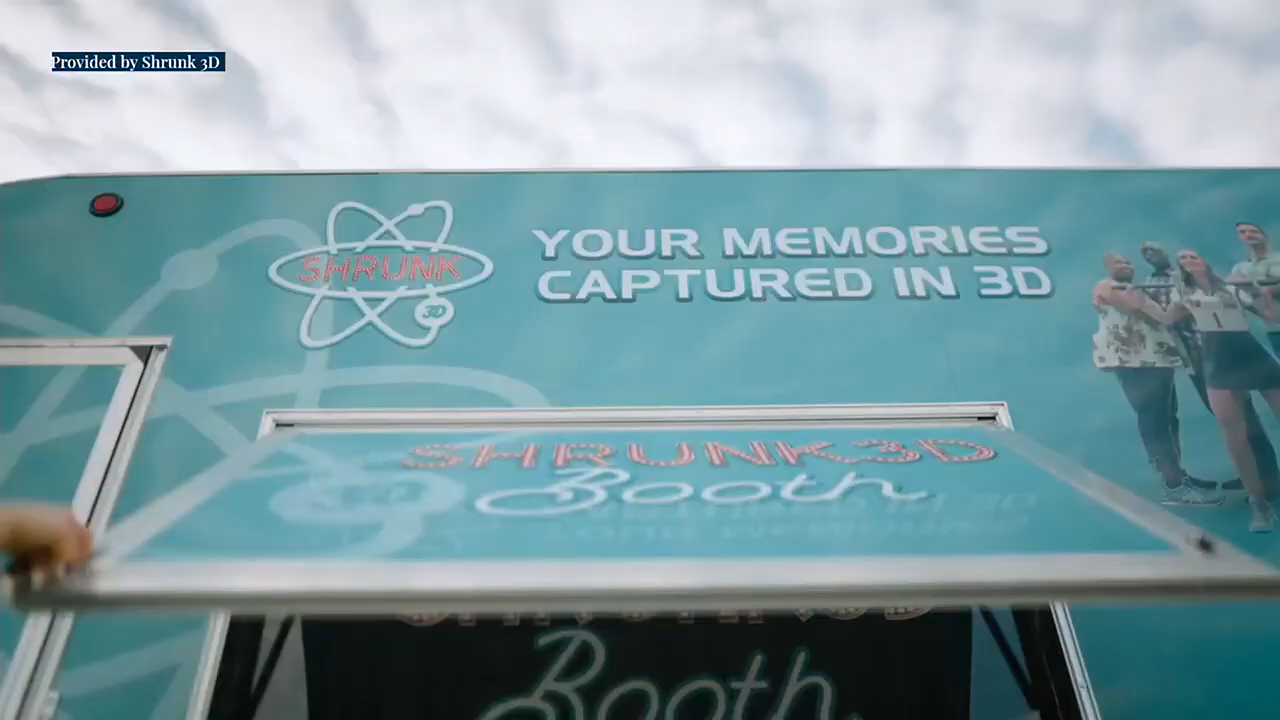 Provided by Shrunk 3D
SHRUNK
3D
YOUR MEMORIES
CAPTURED IN 3D
1
SHRUNK3D
Booth
Booth